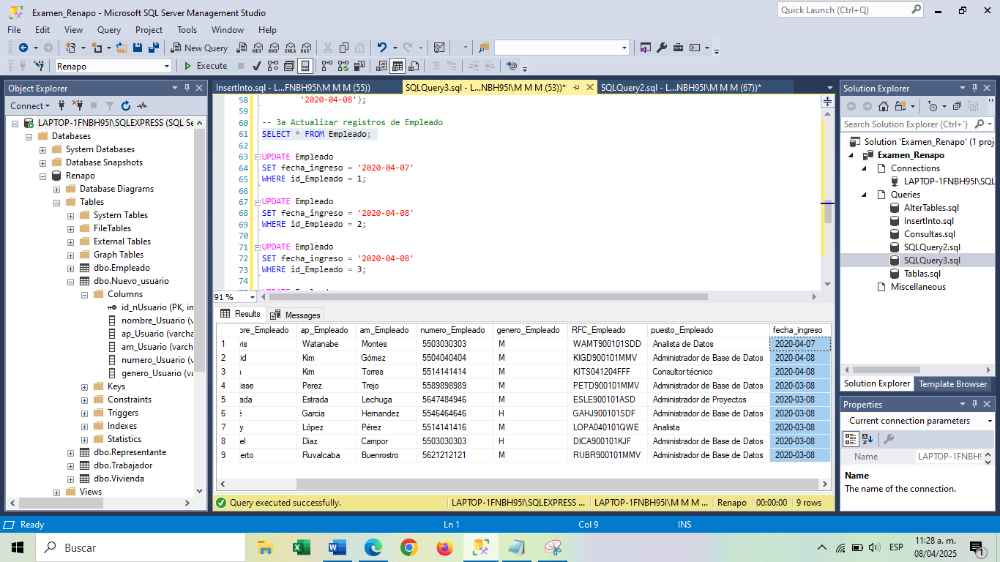 Examen_Renapo - Microsoft SQL Server Management Studio
Quick Launch (Ctrl+Q)
File Edit View Query Project Tools Window Help
New Query MDX DMX XMLA DAX
Renapo Execute
Object Explorer
Connect
LAPTOP-1FNBH95I\SQLEXPRESS (SQL Se
Databases
System Databases
Database Snapshots
Renapo
Database Diagrams
Tables
System Tables
FileTables
External Tables
Graph Tables
dbo.Empleado
dbo.Nuevo_usuario
Columns
id_nUsuario (PK, in
nombre_Usuario (v
ap_Usuario (varcha
am_Usuario (varch
numero_Usuario (v
genero_Usuario (va
Keys
Constraints
Triggers
Indexes
Statistics
dbo.Representante
dbo.Trabajador
dbo.Vivienda
Views
InsertInto.sql - L...FNBH95I\M M M (55)) SQLQuery3.sql - L...NBH95I\M M M (53))* SQLQuery2.sql - L...NBH95I\M M M (67))*
58 '2020-04-08');
59
60 -- 3a Actualizar registros de Empleado
61 SELECT * FROM Empleado;
62
63 UPDATE Empleado
64 SET fecha_ingreso = '2020-04-07'
65 WHERE id_Empleado = 1;
66
67 UPDATE Empleado
68 SET fecha_ingreso = '2020-04-08'
69 WHERE id_Empleado = 2;
70
71 UPDATE Empleado
72 SET fecha_ingreso = '2020-04-08'
73 WHERE id_Empleado = 3;
74
91 %
Results Messages
ore_Empleado ap_Empleado am_Empleado numero_Empleado genero_Empleado RFC_Empleado puesto_Empleado fecha_ingreso
1 vis Watanabe Montes 5503030303 M WAMT900101SDD Analista de Datos 2020-04-07
2 id Kim Gómez 5504040404 M KIGD900101MMV Administrador de Base de Datos 2020-04-08
3 Kim Torres 5514141414 M KITS041204FFF Consultor técnico 2020-04-08
4 isse Perez Trejo 5589898989 M PETD900101MMV Administrador de Base de Datos 2020-03-08
5 ada Estrada Lechuga 5647484946 M ESLE900101ASD Administrador de Proyectos 2020-03-08
6 Garcia Hernandez 5546464646 H GAHJ900101SDF Administrador de Base de Datos 2020-03-08
7 y López Pérez 5514141416 M LOPA040101QWE Analista 2020-03-08
8 el Diaz Campor 5503030303 H DICA900101KJF Administrador de Base de Datos 2020-03-08
9 erto Ruvalcaba Buenrostro 5621212121 M RUBR900101MMV Administrador de Base de Datos 2020-03-08
Query executed successfully. LAPTOP-1FNBH95I\SQLEXPRESS ... LAPTOP-1FNBH95I\M M M ... Renapo 00:00:00 9 rows
Solution Explorer
Search Solution Explorer (Ctrl+´)
Solution 'Examen_Renapo' (1 proj
Examen_Renapo
Connections
LAPTOP-1FNBH95I\SQL
Queries
AlterTables.sql
InsertInto.sql
Consultas.sql
SQLQuery2.sql
SQLQuery3.sql
Tablas.sql
Miscellaneous
Solution Explorer Template Browser
Properties
Current connection parameters
Name LAPTOP-1FNBH9
Name
The name of the connection.
Ready Ln 1 Col 9 INS
Buscar
ESP
11:28 a. m.
08/04/2025
1